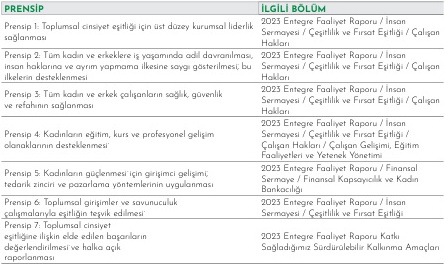 PRENSİP
İLGİLİ BÖLÜM
Prensip 1: Toplumsal cinsiyet eşitliği için üst düzey kurumsal liderlik
sağlanması
2023 Entegre Faaliyet Raporu / İnsan
Sermayesi / Çeşitlilik ve Fırsat Eşitliği / Çalışan
Hakları
Prensip 2: Tüm kadın ve erkeklere iş yaşamında adil davranılması,
insan haklarına ve ayrım yapmama ilkesine saygı gösterilmesi; bu
ilkelerin desteklenmesi
2023 Entegre Faaliyet Raporu / İnsan
Sermayesi / Çeşitlilik ve Fırsat Eşitliği / Çalışan
Hakları
Prensip 3: Tüm kadın ve erkek çalışanların sağlık, güvenlik
ve refahının sağlanması
2023 Entegre Faaliyet Raporu / İnsan
Sermayesi / Çeşitlilik ve Fırsat Eşitliği / Çalışan
Hakları
Prensip 4: Kadınların eğitim, kurs ve profesyonel gelişim
olanaklarının desteklenmesi
2023 Entegre Faaliyet Raporu / İnsan
Sermayesi / Çeşitlilik ve Fırsat Eşitliği /
Çalışan Hakları / Çalışan Gelişimi, Eğitim
Faaliyetleri ve Yetenek Yönetimi
Prensip 5: Kadınların güçlenmesi için girişimci gelişimi,
tedarik zinciri ve pazarlama yöntemlerinin uygulanması
2023 Entegre Faaliyet Raporu / Finansal
Sermaye / Finansal Kapsayıcılık ve Kadın
Bankacılığı
Prensip 6: Toplumsal girişimler ve savunuculuk
çalışmalarıyla eşitliğin teşvik edilmesi
2023 Entegre Faaliyet Raporu / İnsan
Sermayesi / Çeşitlilik ve Fırsat Eşitliği
Prensip 7: Toplumsal cinsiyet
eşitliğine ilişkin elde edilen başarıların
değerlendirilmesi ve halka açık
raporlanması
2023 Entegre Faaliyet Raporu Katkı
Sağladığımız Sürdürülebilir Kalkınma Amaçları